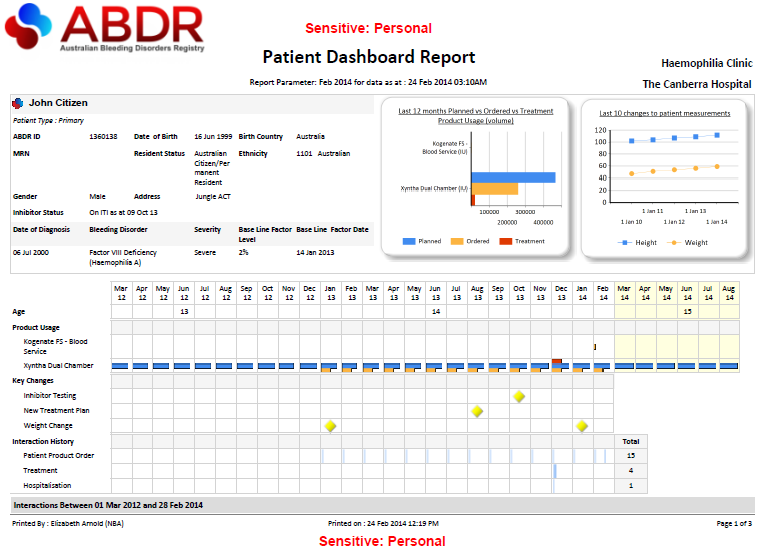 ABDR
Australian Bleeding Disorders Registry
Sensitive: Personal
Patient Dashboard Report
Haemophilia Clinic
Report Parameter: Feb 2014 for data as at : 24 Feb 2014 03:10AM
The Canberra Hospital
John Citizen
Patient Type : Primary
ABDR ID 1360138 Date of Birth 16 Jun 1999 Birth Country Australia
MRN Resident Status Australian Citizen/Permanent Resident Ethnicity 1101 Australian
Gender Male Address Jungle ACT
Inhibitor Status On ITI as at 09 Oct 13
Date of Diagnosis Bleeding Disorder Severity Base Line Factor Level Base Line Factor Date
06 Jul 2000 Factor VIII Deficiency (Haemophilia A) Severe 2% 14 Jan 2013
Last 12 months Planned vs Ordered vs Treatment
Product Usage (volume)
Kogenate FS -
Blood Service (IU)
Xyntha Dual Chamber (IU)
100000 300000
200000 400000
Planned Ordered Treatment
Last 10 changes to patient measurements
120
100
80
60
40
20
0
1 Jan 11 1 Jan 13
1 Jan 10 1 Jan 12 1 Jan 14
Height Weight
Mar 12 Apr 12 May 12 Jun 12 Jul 12 Aug 12 Sep 12 Oct 12 Nov 12 Dec 12 Jan 13 Feb 13 Mar 13 Apr 13 May 13 Jun 13 Jul 13 Aug 13 Sep 13 Oct 13 Nov 13 Dec 13 Jan 14 Feb 14 Mar 14 Apr 14 May 14 Jun 14 Jul 14 Aug 14
Age 13 14 15
Product Usage
Kogenate FS - Blood
Service
Xyntha Dual Chamber
Key Changes
Inhibitor Testing
New Treatment Plan
Weight Change
Interaction History Total
Patient Product Order 15
Treatment 4
Hospitalisation 1
Interactions Between 01 Mar 2012 and 28 Feb 2014
Printed By : Elizabeth Arnold (NBA) Printed on : 24 Feb 2014 12:19 PM Page 1 of 3
Sensitive: Personal